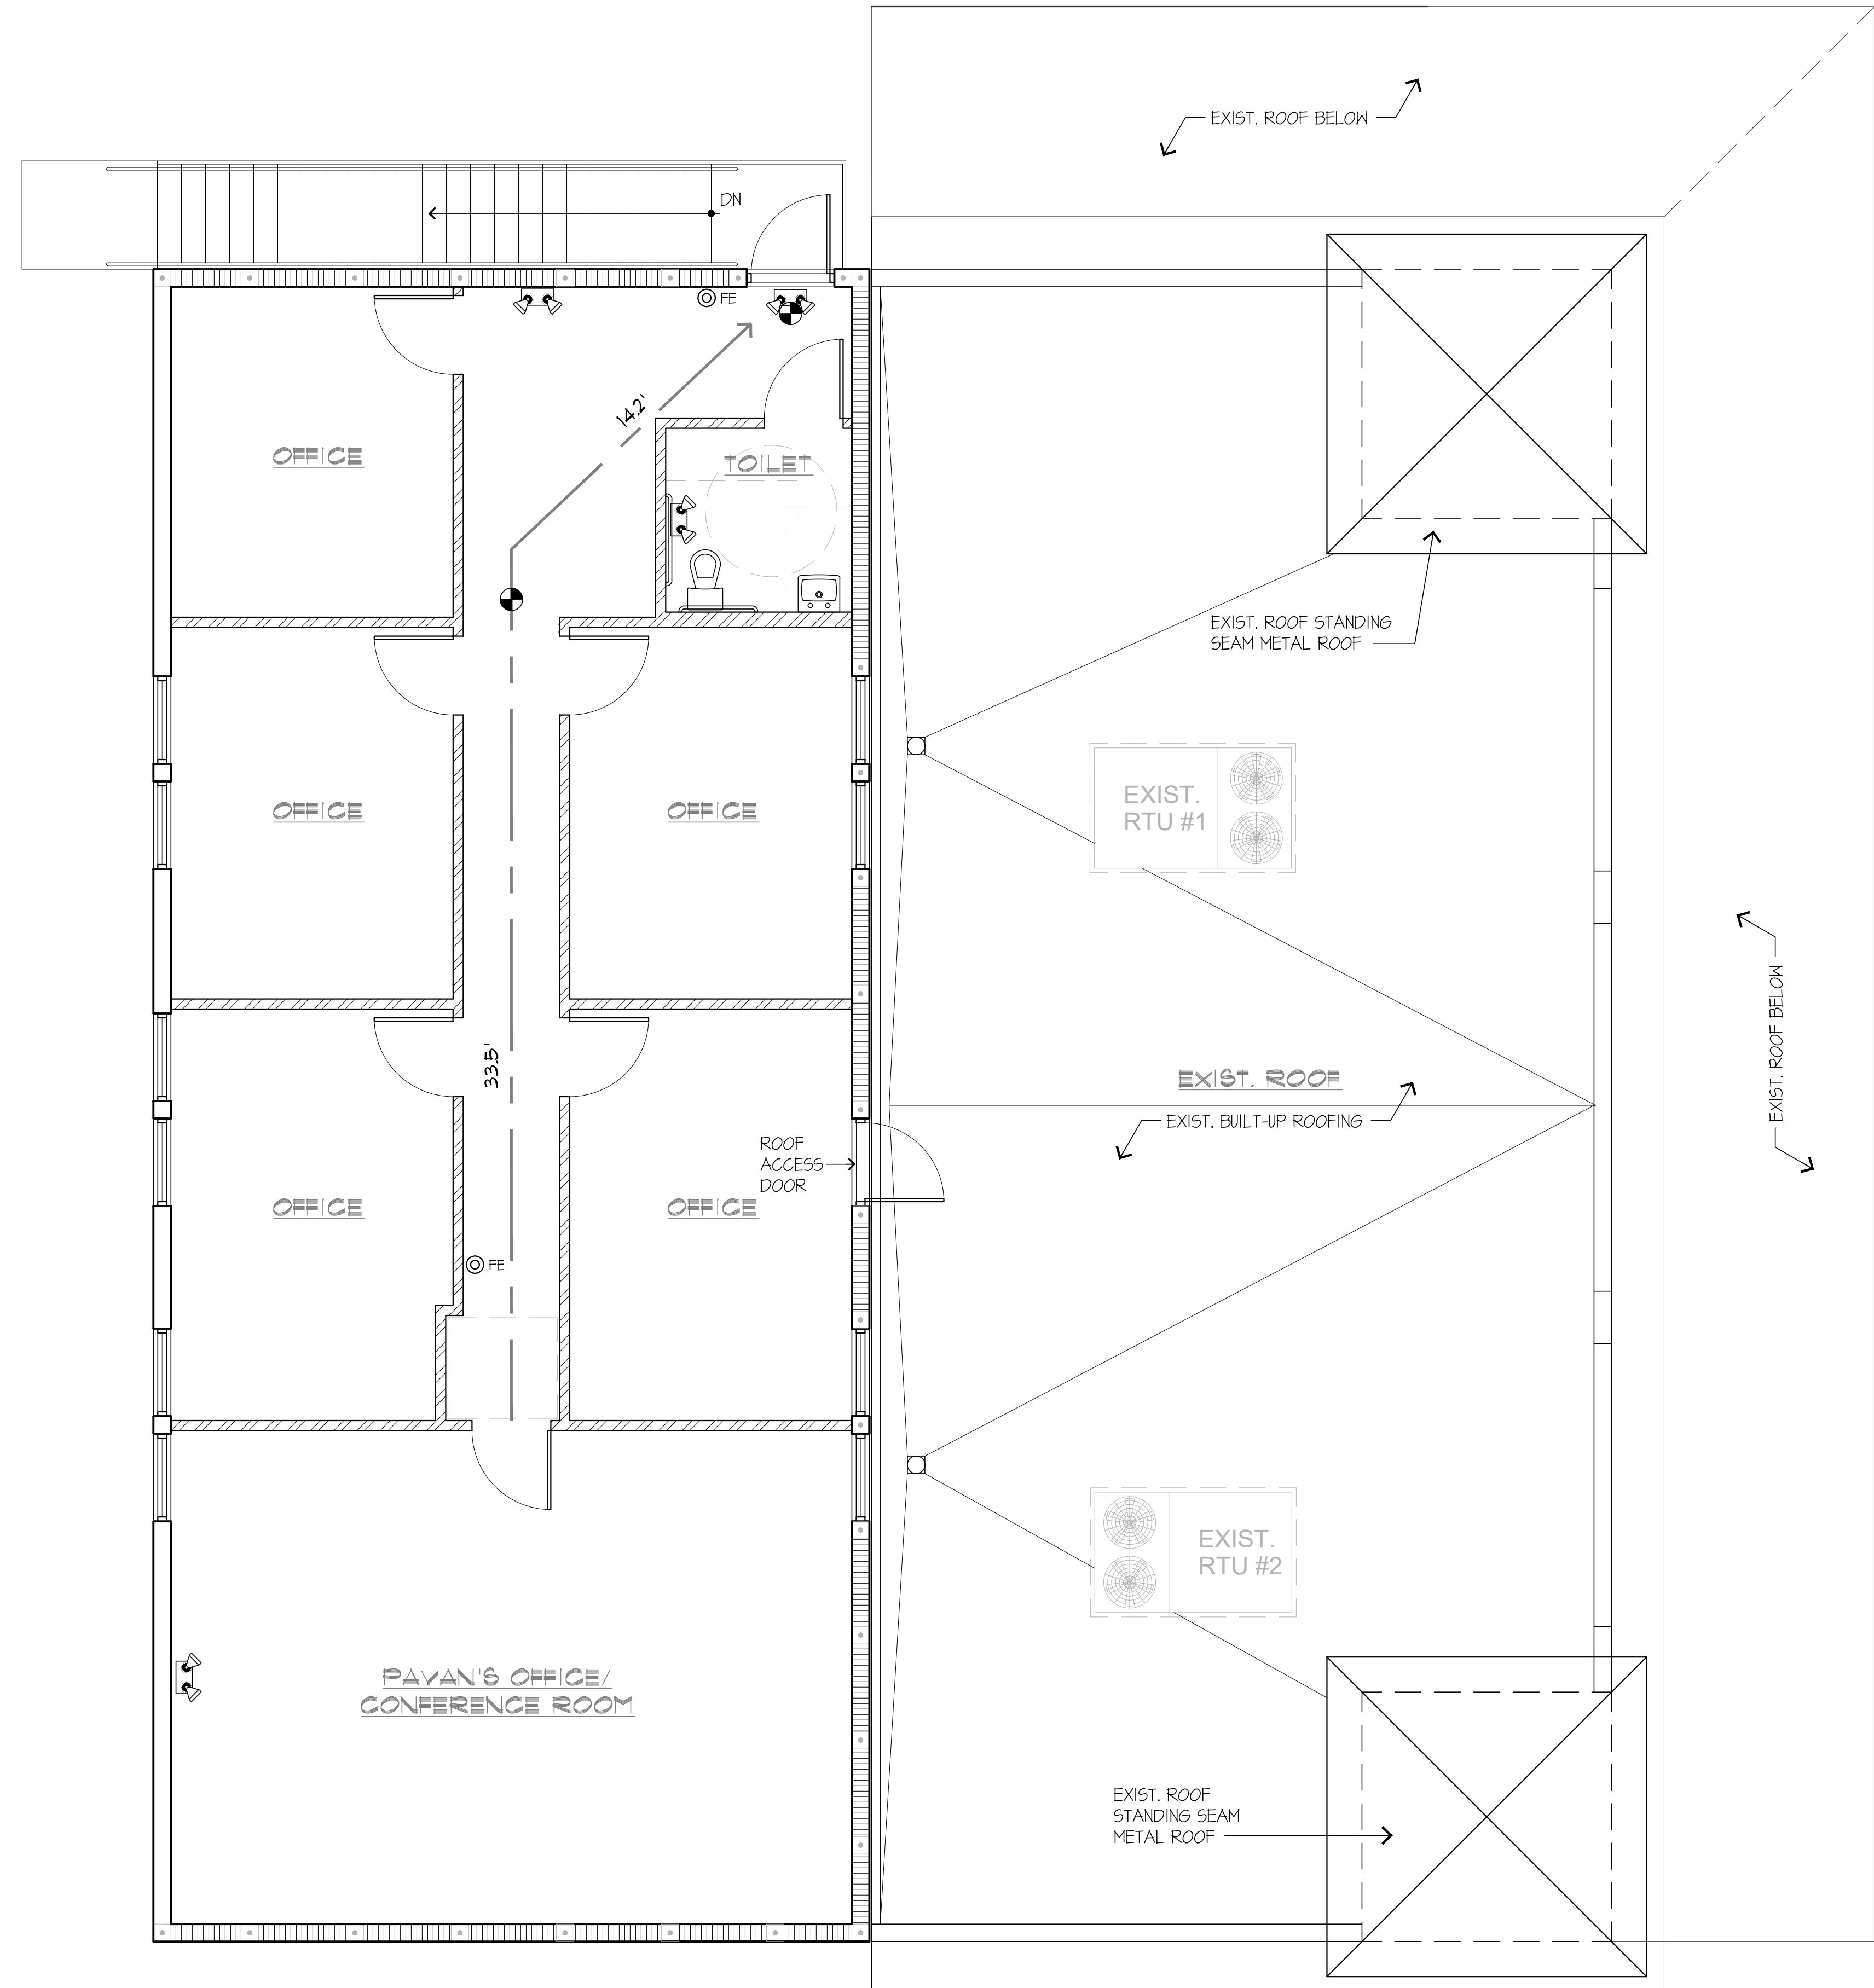 EXIST. ROOF BELOW
DN
FE
14.2'
OFFICE
TOILET
EXIST. ROOF STANDING
SEAM METAL ROOF
OFFICE
OFFICE
EXIST.
RTU #1
EXIST. ROOF BELOW
33.5'
EXIST. ROOF
EXIST. BUILT-UP ROOFING
ROOF
ACCESS
DOOR
OFFICE
OFFICE
FE
EXIST.
RTU #2
PAVAN'S OFFICE/
CONFERENCE ROOM
EXIST. ROOF
STANDING SEAM
METAL ROOF